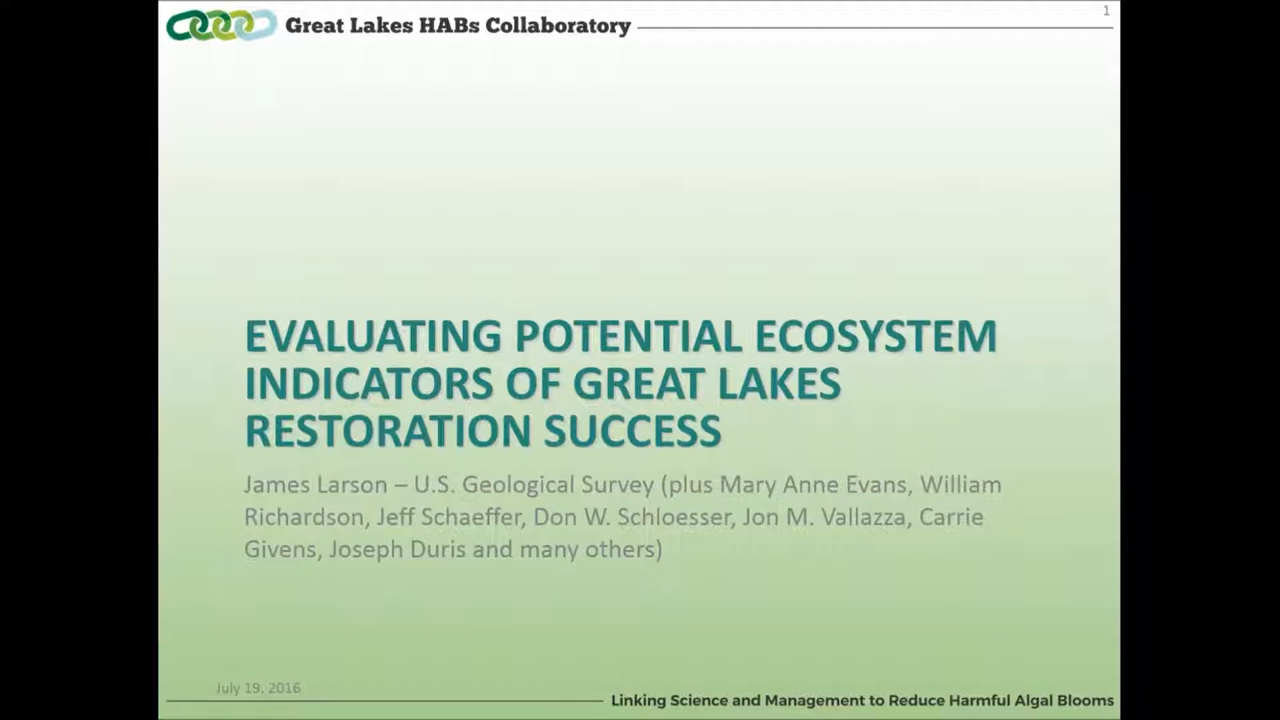 Great Lakes HABs Collaboratory
1
EVALUATING POTENTIAL ECOSYSTEM
INDICATORS OF GREAT LAKES
RESTORATION SUCCESS
James Larson – U.S. Geological Survey (plus Mary Anne Evans, William
Richardson, Jeff Schaeffer, Don W. Schloesser, Jon M. Vallazza, Carrie
Givens, Joseph Duris and many others)
July 19, 2016
Linking Science and Management to Reduce Harmful Algal Blooms